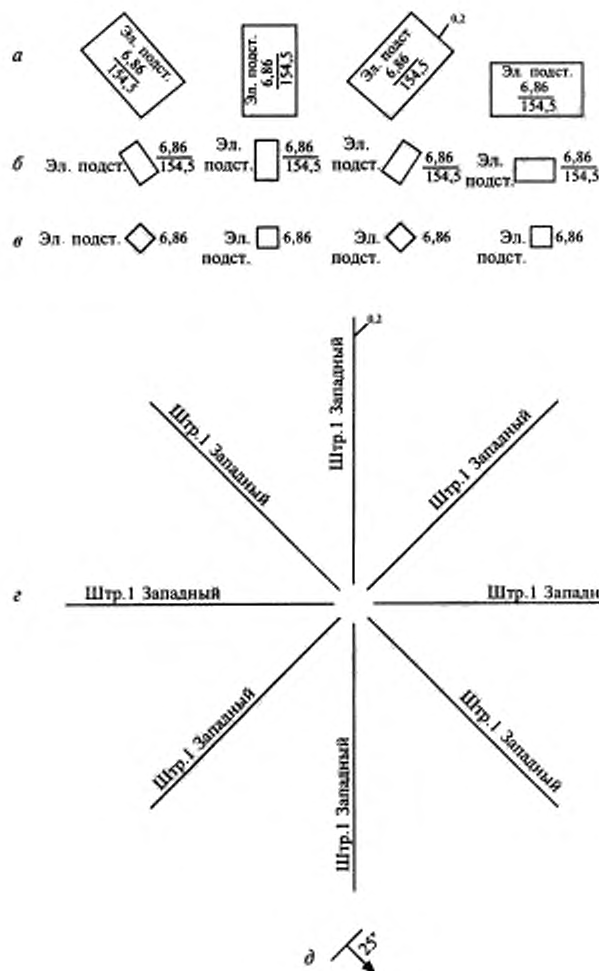 а
Эл. подст.
6,86
154,5
Эл. подст.
6,86
154,5
Эл. подст
6,86
154,5
0,2
Эл. подст.
6,86
154,5
б
Эл. подст.
6,86
154,5
Эл.
подст.
6,86
154,5
Эл.
подст.
6,86
154,5
Эл.
подст.
6,86
154,5
в
Эл. подст.
6,86
Эл.
подст.
6,86
Эл.
подст.
6,86
Эл.
подст.
6,86
г
0,2
Штр.1 Западный
Штр.1 Западный
Штр.1 Западный
Штр.1 Западный
Штр.1 Западн
Штр.1 Западный
Штр.1 Западный
Штр.1 Западный
д
25°